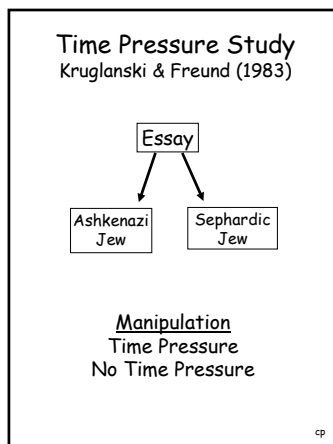 Time Pressure Study
Kruglanski & Freund (1983)
Essay
Ashkenazi
Jew
Sephardic
Jew
Manipulation
Time Pressure
No Time Pressure
cp